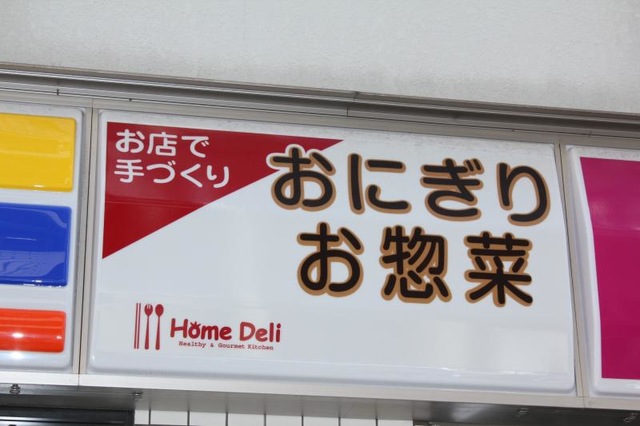 お店で
手づくり
おにぎり
お惣菜
Home Deli
Healthy & Gourmet Kitchen